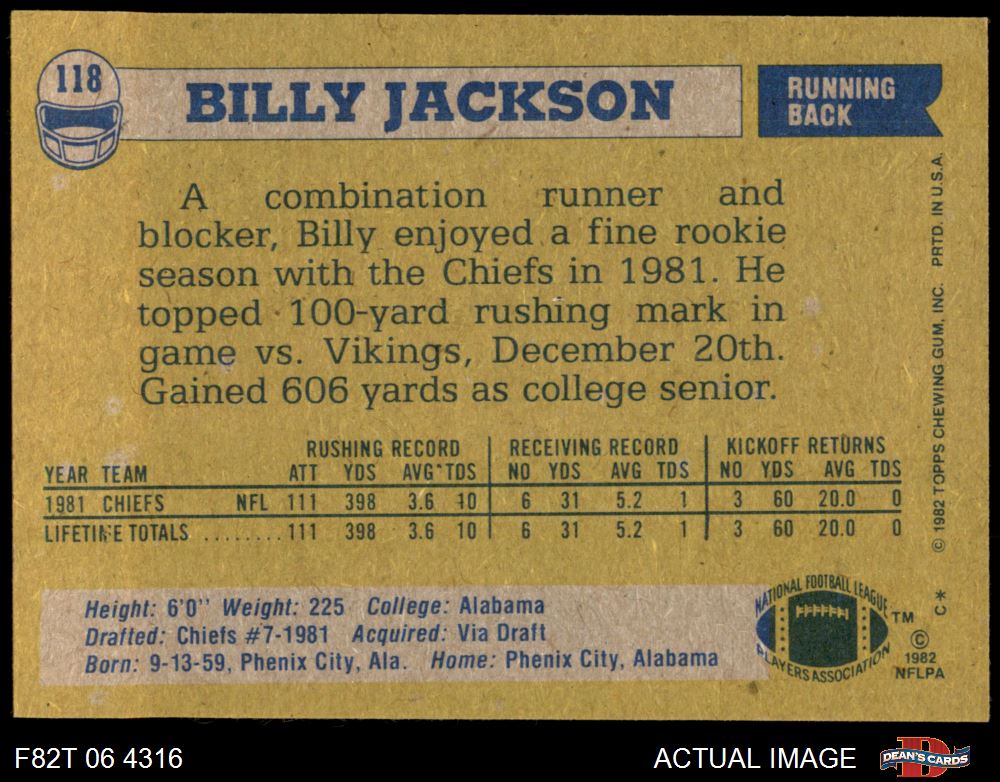 118
BILLY JACKSON
RUNNING
BACK
A combination runner and
blocker, Billy enjoyed a fine rookie
season with the Chiefs in 1981. He
topped 100-yard rushing mark in
game vs. Vikings, December 20th.
Gained 606 yards as college senior.
RUSHING RECORD RECEIVING RECORD KICKOFF RETURNS
YEAR TEAM ATT YDS AVG TDS NO YDS AVG TDS NO YDS AVG TDS
1981 CHIEFS NFL 111 398 3.6 10 6 31 5.2 1 3 60 20.0 0
LIFETIME TOTALS ........ 111 398 3.6 10 6 31 5.2 1 3 60 20.0 0
Height: 6'0" Weight: 225 College: Alabama
Drafted: Chiefs #7-1981 Acquired: Via Draft
Born: 9-13-59, Phenix City, Ala. Home: Phenix City, Alabama
NATIONAL FOOTBALL LEAGUE
PLAYERS ASSOCIATION
TM
©
1982
NFLPA
© 1982 TOPPS CHEWING GUM, INC. PRTD. IN U.S.A.
C*
F82T 06 4316
ACTUAL IMAGE
D
DEAN'S CARDS